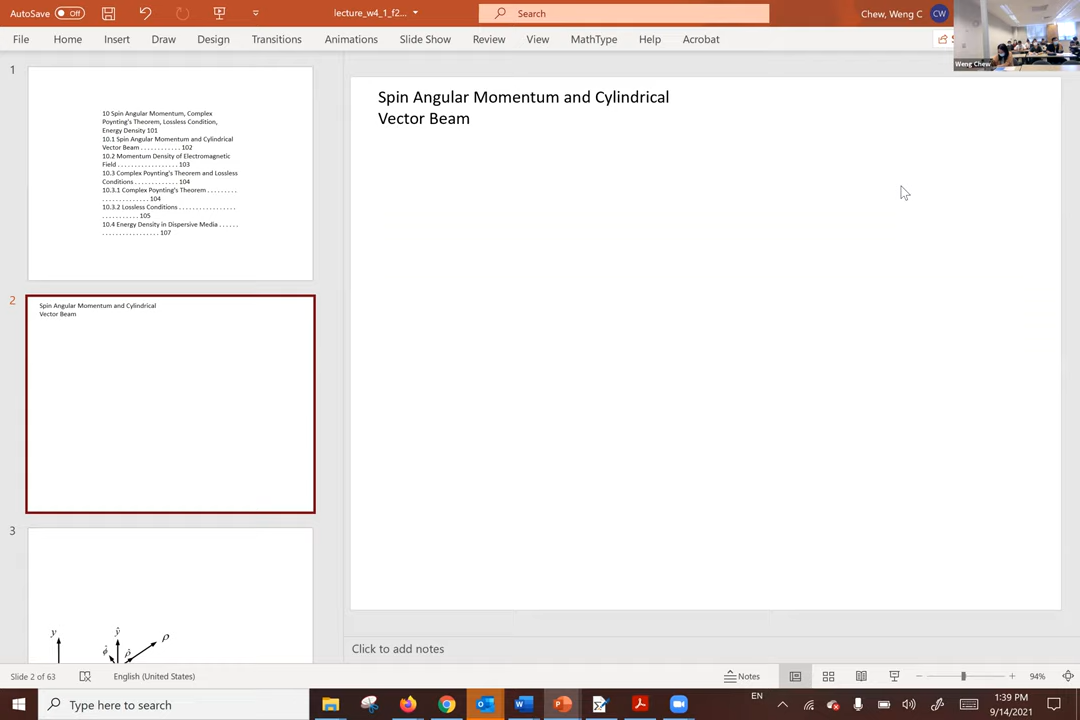 AutoSave
Off
lecture_w4_1_f2...
Search
Chew, Weng C
CW
File
Home
Insert
Draw
Design
Transitions
Animations
Slide Show
Review
View
MathType
Help
Acrobat
Weng Chew
1
10 Spin Angular Momentum, Complex
Poynting's Theorem, Lossless Condition,
Energy Density 101
10.1 Spin Angular Momentum and Cylindrical
Vector Beam . . . . . . . . . . . . 102
10.2 Momentum Density of Electromagnetic
Field . . . . . . . . . . . . . . . . . . 103
10.3 Complex Poynting's Theorem and Lossless
Conditions . . . . . . . . . . . . . 104
10.3.1 Complex Poynting's Theorem . . . . . . . . .
. . . . . . . . . . . . . . 104
10.3.2 Lossless Conditions . . . . . . . . . . . . . . . . .
. . . . . . . . . . . 105
10.4 Energy Density in Dispersive Media . . . . . .
. . . . . . . . . . . . . . . . . 107
2
Spin Angular Momentum and Cylindrical
Vector Beam
3
y
ŷ
ρ
ϕ̂
ρ̂
Spin Angular Momentum and Cylindrical
Vector Beam
Click to add notes
Slide 2 of 63
English (United States)
Notes
94%
Type here to search
EN
1:39 PM
9/14/2021